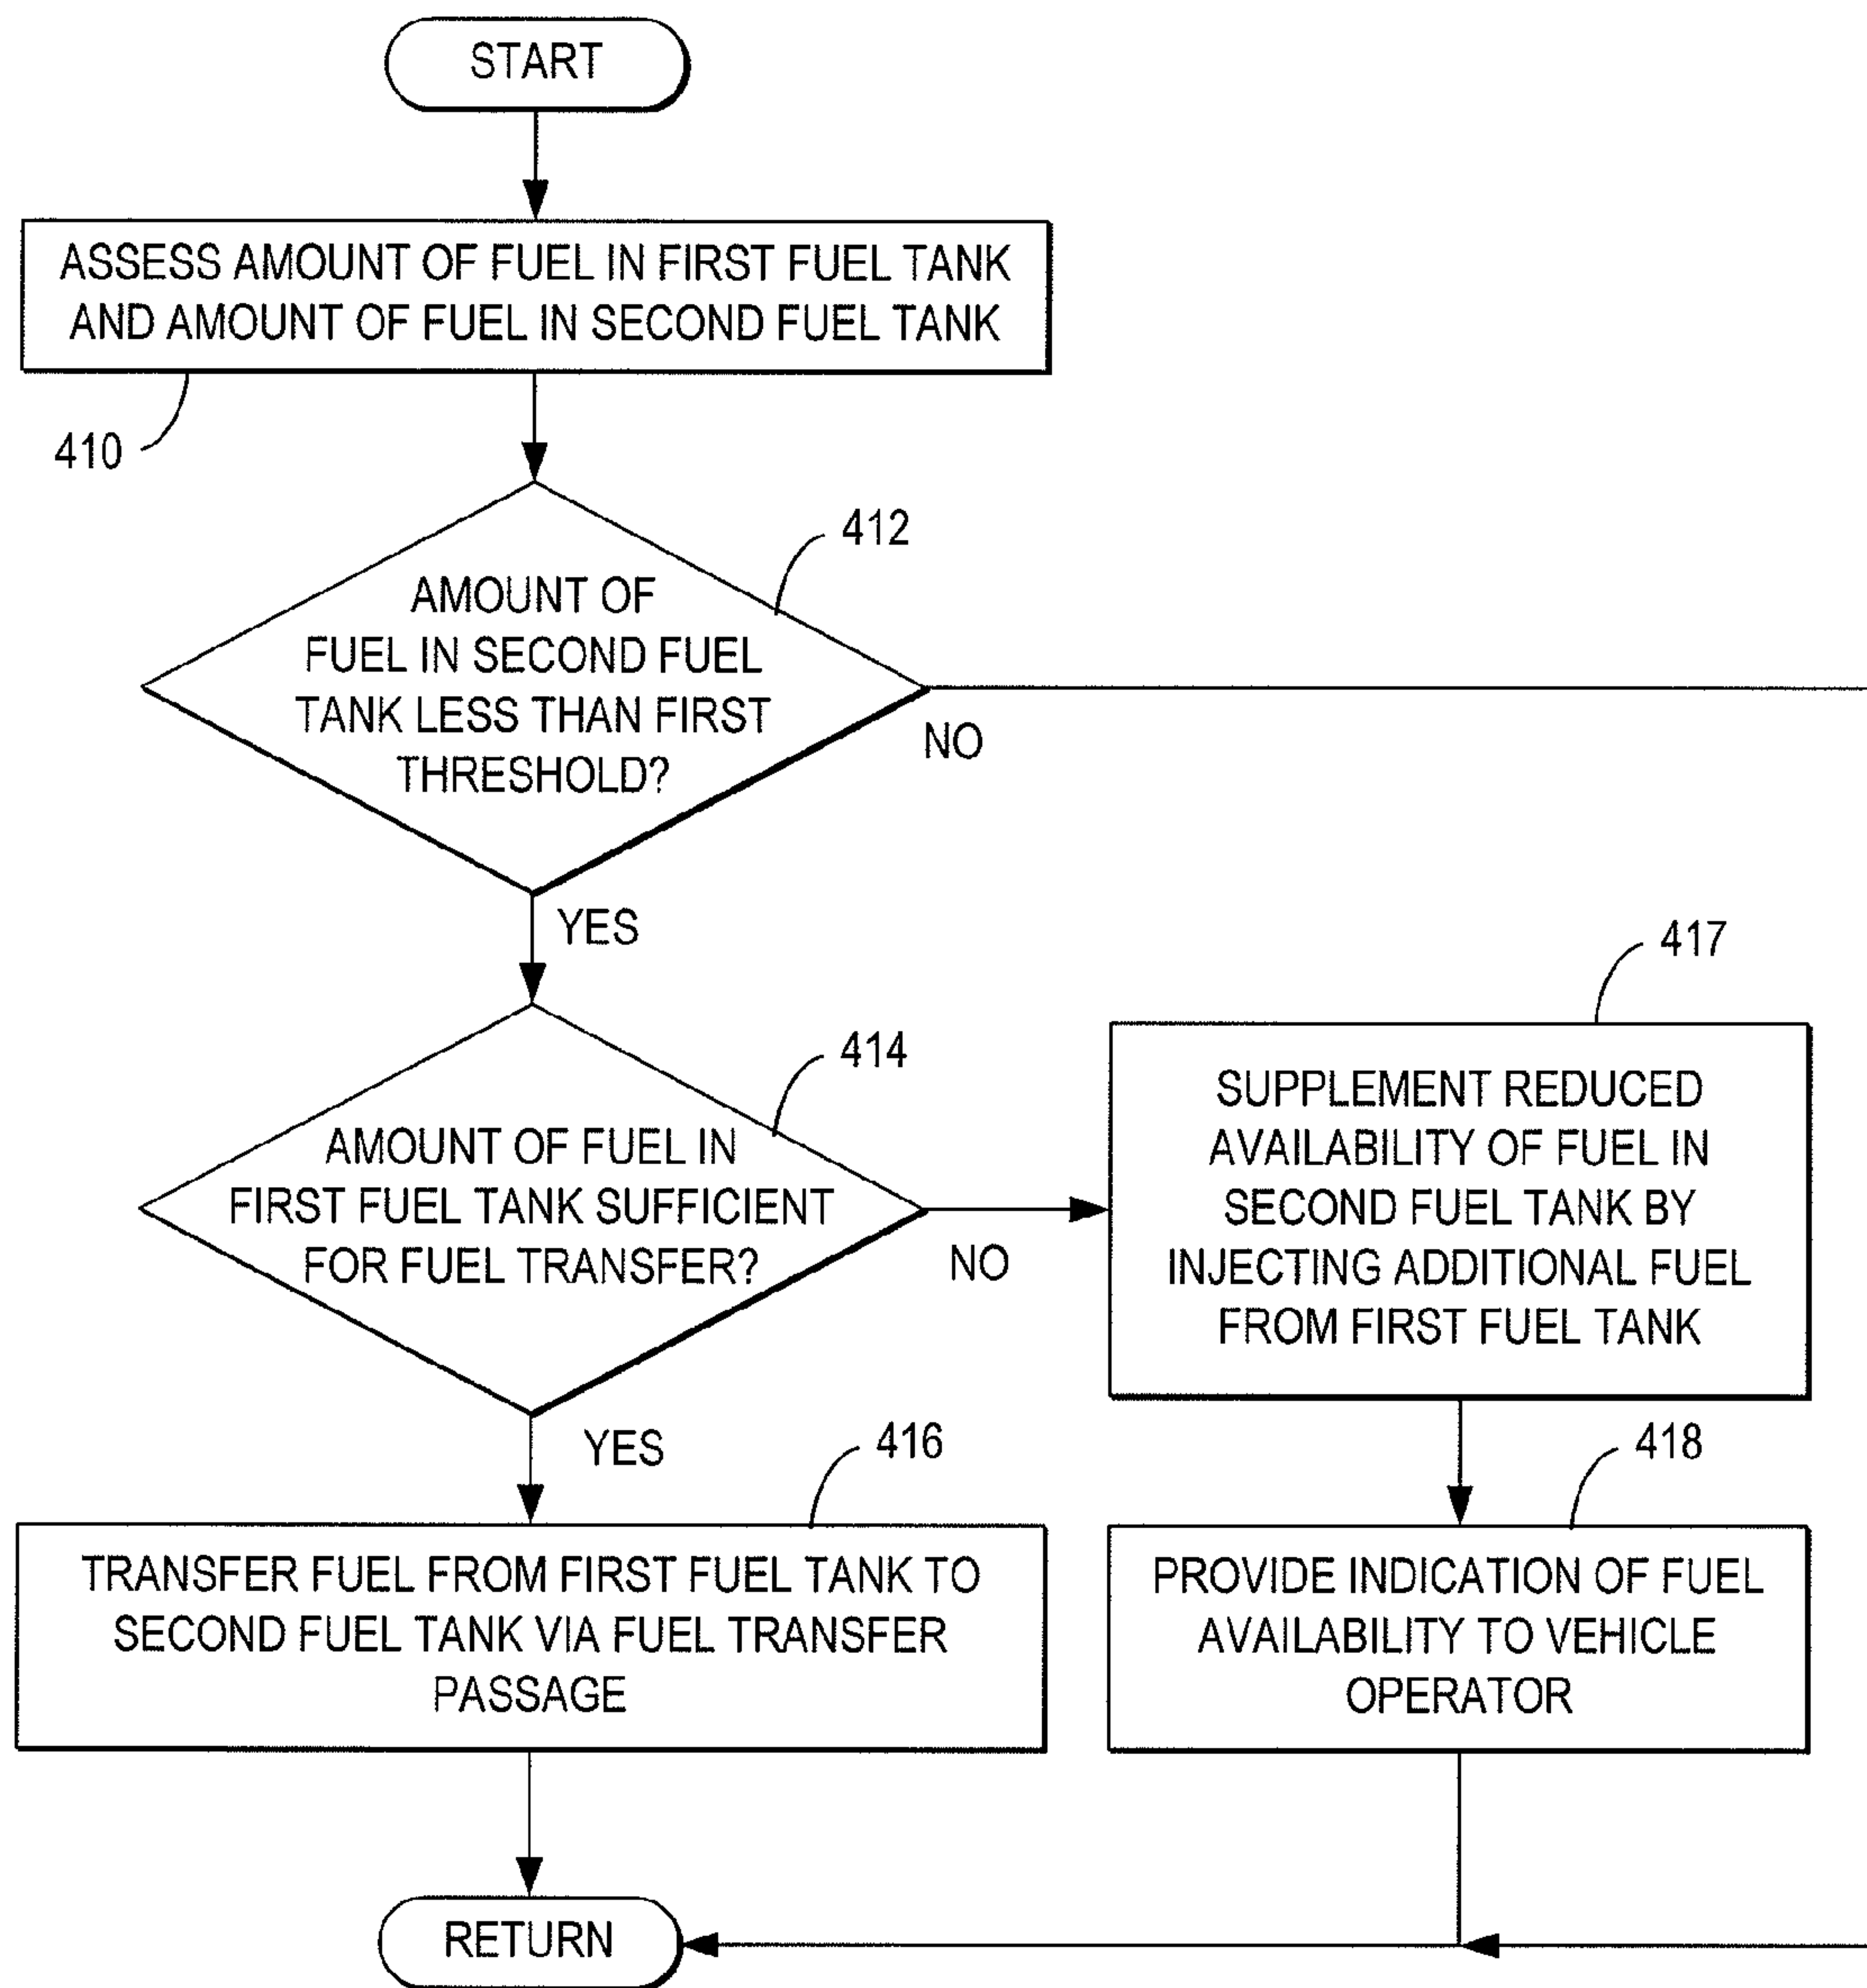 START
ASSESS AMOUNT OF FUEL IN FIRST FUEL TANK
AND AMOUNT OF FUEL IN SECOND FUEL TANK
410
412
AMOUNT OF
FUEL IN SECOND FUEL
TANK LESS THAN FIRST
THRESHOLD?
NO
YES
414
AMOUNT OF FUEL IN
FIRST FUEL TANK SUFFICIENT
FOR FUEL TRANSFER?
NO
YES
417
SUPPLEMENT REDUCED
AVAILABILITY OF FUEL IN
SECOND FUEL TANK BY
INJECTING ADDITIONAL FUEL
FROM FIRST FUEL TANK
416
TRANSFER FUEL FROM FIRST FUEL TANK TO
SECOND FUEL TANK VIA FUEL TRANSFER
PASSAGE
418
PROVIDE INDICATION OF FUEL
AVAILABILITY TO VEHICLE
OPERATOR
RETURN